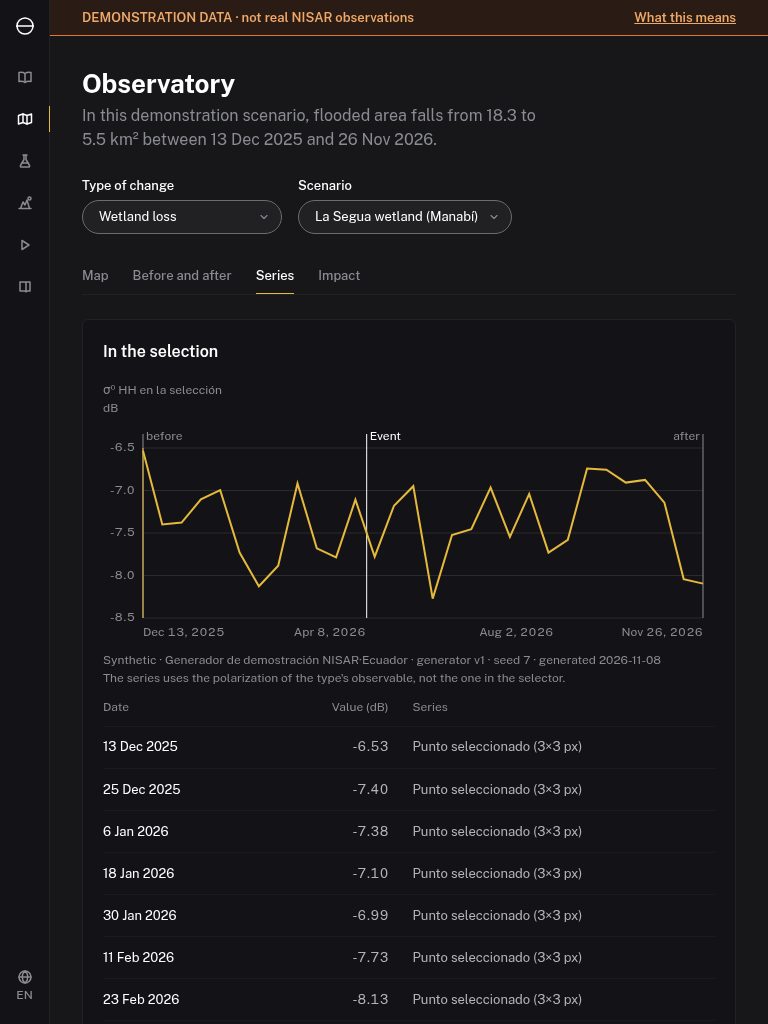 DEMONSTRATION DATA · not real NISAR observations
What this means
Observatory
In this demonstration scenario, flooded area falls from 18.3 to
5.5 km² between 13 Dec 2025 and 26 Nov 2026.
Type of change
Scenario
Wetland loss
La Segua wetland (Manabí)
Map
Before and after
Series
Impact
In the selection
σ⁰ HH en la selección
dB
before
Event
after
-6.5
-7.0
-7.5
-8.0
-8.5
Dec 13, 2025
Apr 8, 2026
Aug 2, 2026
Nov 26, 2026
Synthetic · Generador de demostración NISAR·Ecuador · generator v1 · seed 7 · generated 2026-11-08
The series uses the polarization of the type's observable, not the one in the selector.
Date Value (dB) Series
13 Dec 2025 -6.53 Punto seleccionado (3×3 px)
25 Dec 2025 -7.40 Punto seleccionado (3×3 px)
6 Jan 2026 -7.38 Punto seleccionado (3×3 px)
18 Jan 2026 -7.10 Punto seleccionado (3×3 px)
30 Jan 2026 -6.99 Punto seleccionado (3×3 px)
11 Feb 2026 -7.73 Punto seleccionado (3×3 px)
23 Feb 2026 -8.13 Punto seleccionado (3×3 px)
EN